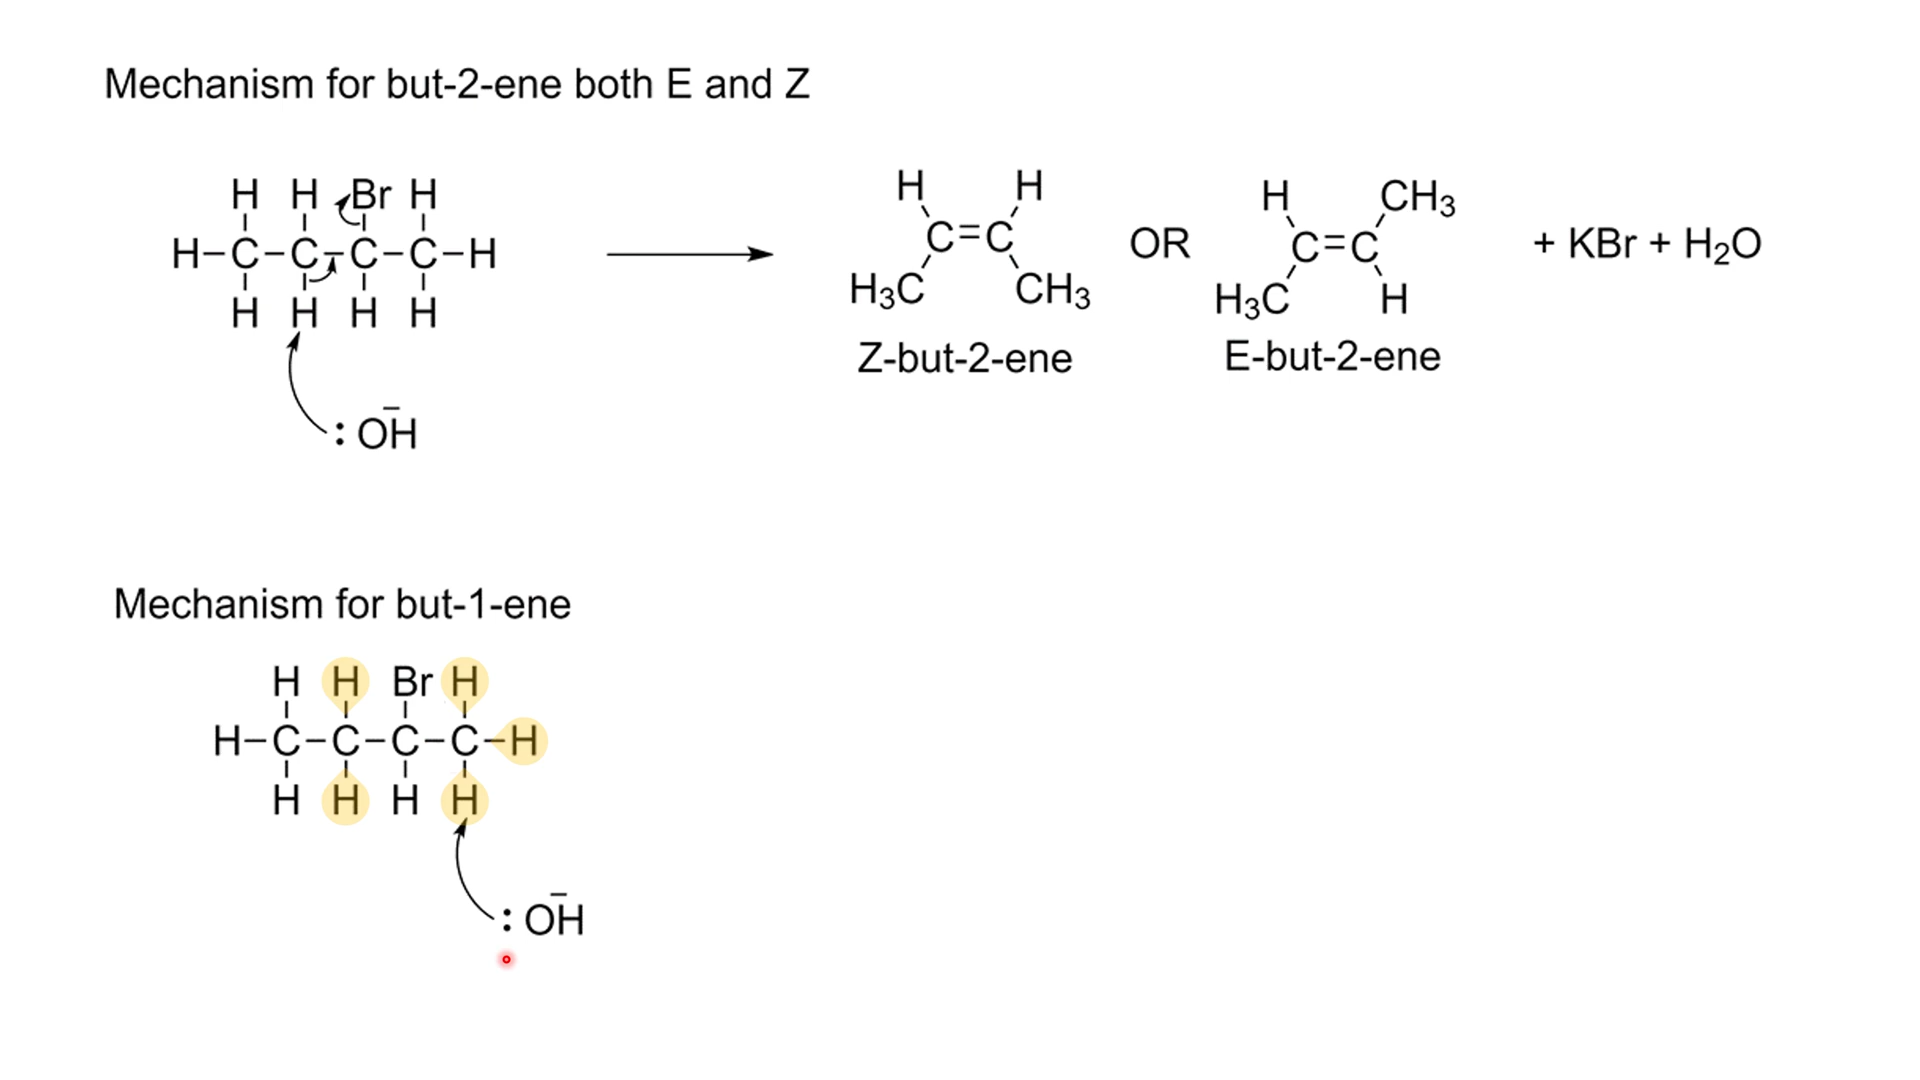 Mechanism for but-2-ene both E and Z
H H Br H
H–C–C–C–C–H
H H H H
: OH̅
H H
C=C
H₃C CH₃
Z-but-2-ene
OR
H CH₃
C=C
H₃C H
E-but-2-ene
+ KBr + H₂O
Mechanism for but-1-ene
H H Br H
H–C–C–C–C–H
H H H H
: OH̅